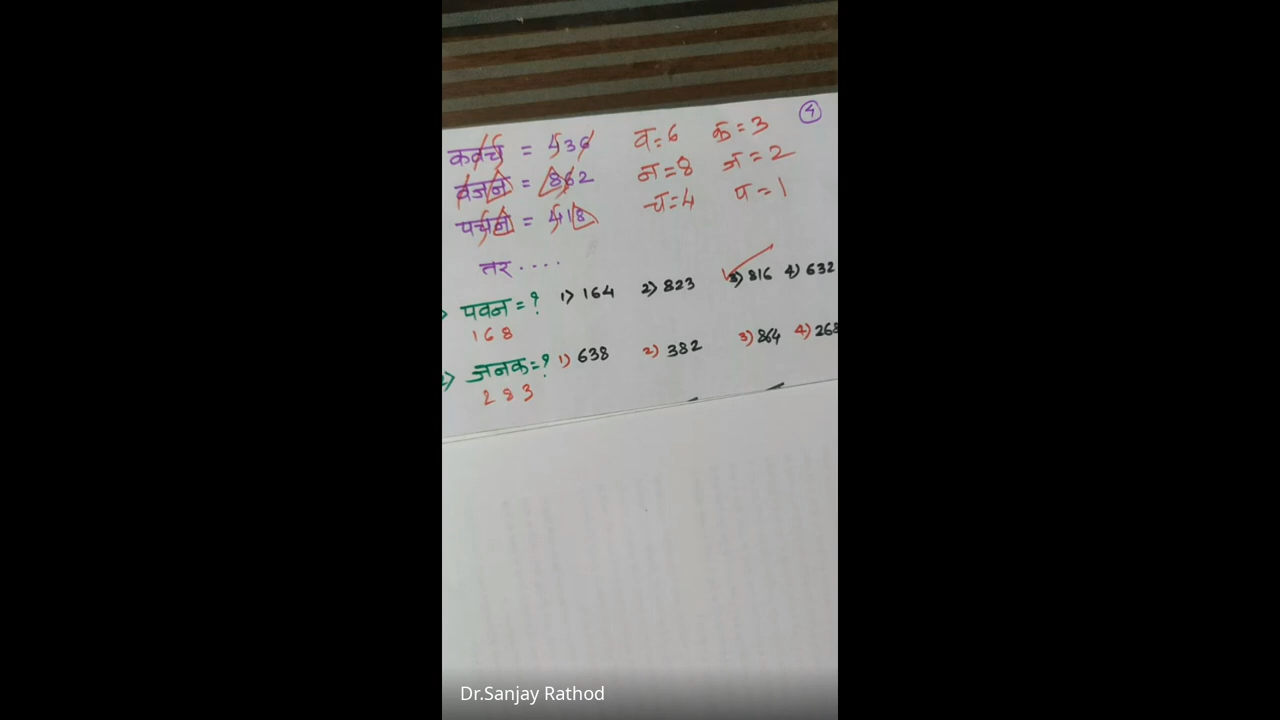 4
कवच = 436 व=6 क=3
वजन = 862 न=8 ज=2
पचन = 418 च=4 प=1
तर....
पवन=? 1) 164 2) 823 3) 816 4) 632
168
जनक=? 1) 638 2) 382 3) 864 4) 268
283
Dr.Sanjay Rathod